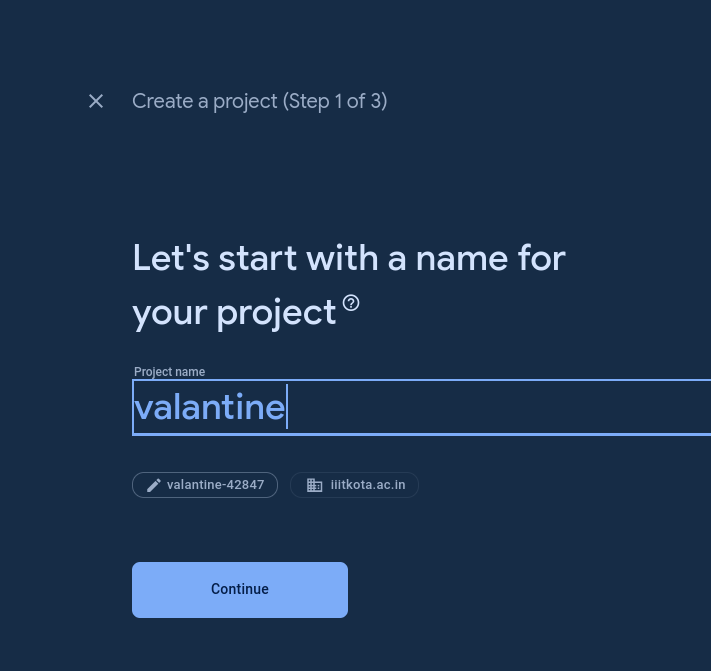 Create a project (Step 1 of 3)
Let's start with a name for
your project
Project name
valantine
valantine-42847
iiitkota.ac.in
Continue